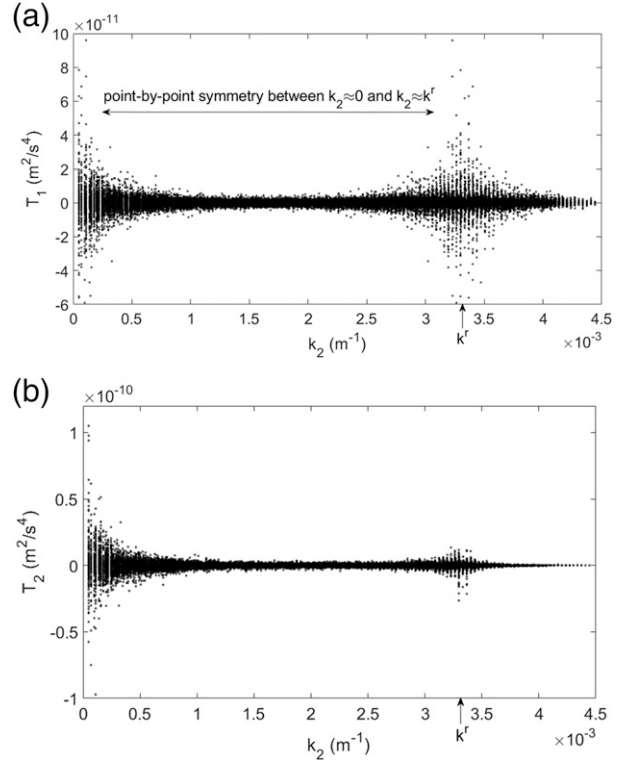 (a)
×10⁻¹¹
10
8
6
4
2
0
-2
-4
-6
T₁ (m²/s⁴)
point-by-point symmetry between k₂≈0 and k₂≈kʳ
0 0.5 1 1.5 2 2.5 3 3.5 4 4.5
kʳ
k₂ (m⁻¹)
×10⁻³
(b)
×10⁻¹⁰
1
0.5
0
-0.5
-1
T₂ (m²/s⁴)
0 0.5 1 1.5 2 2.5 3 3.5 4 4.5
kʳ
k₂ (m⁻¹)
×10⁻³